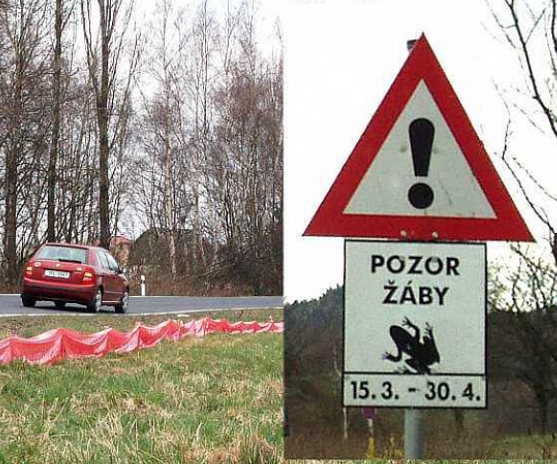 POZOR
ŽÁBY
15.3. - 30.4.